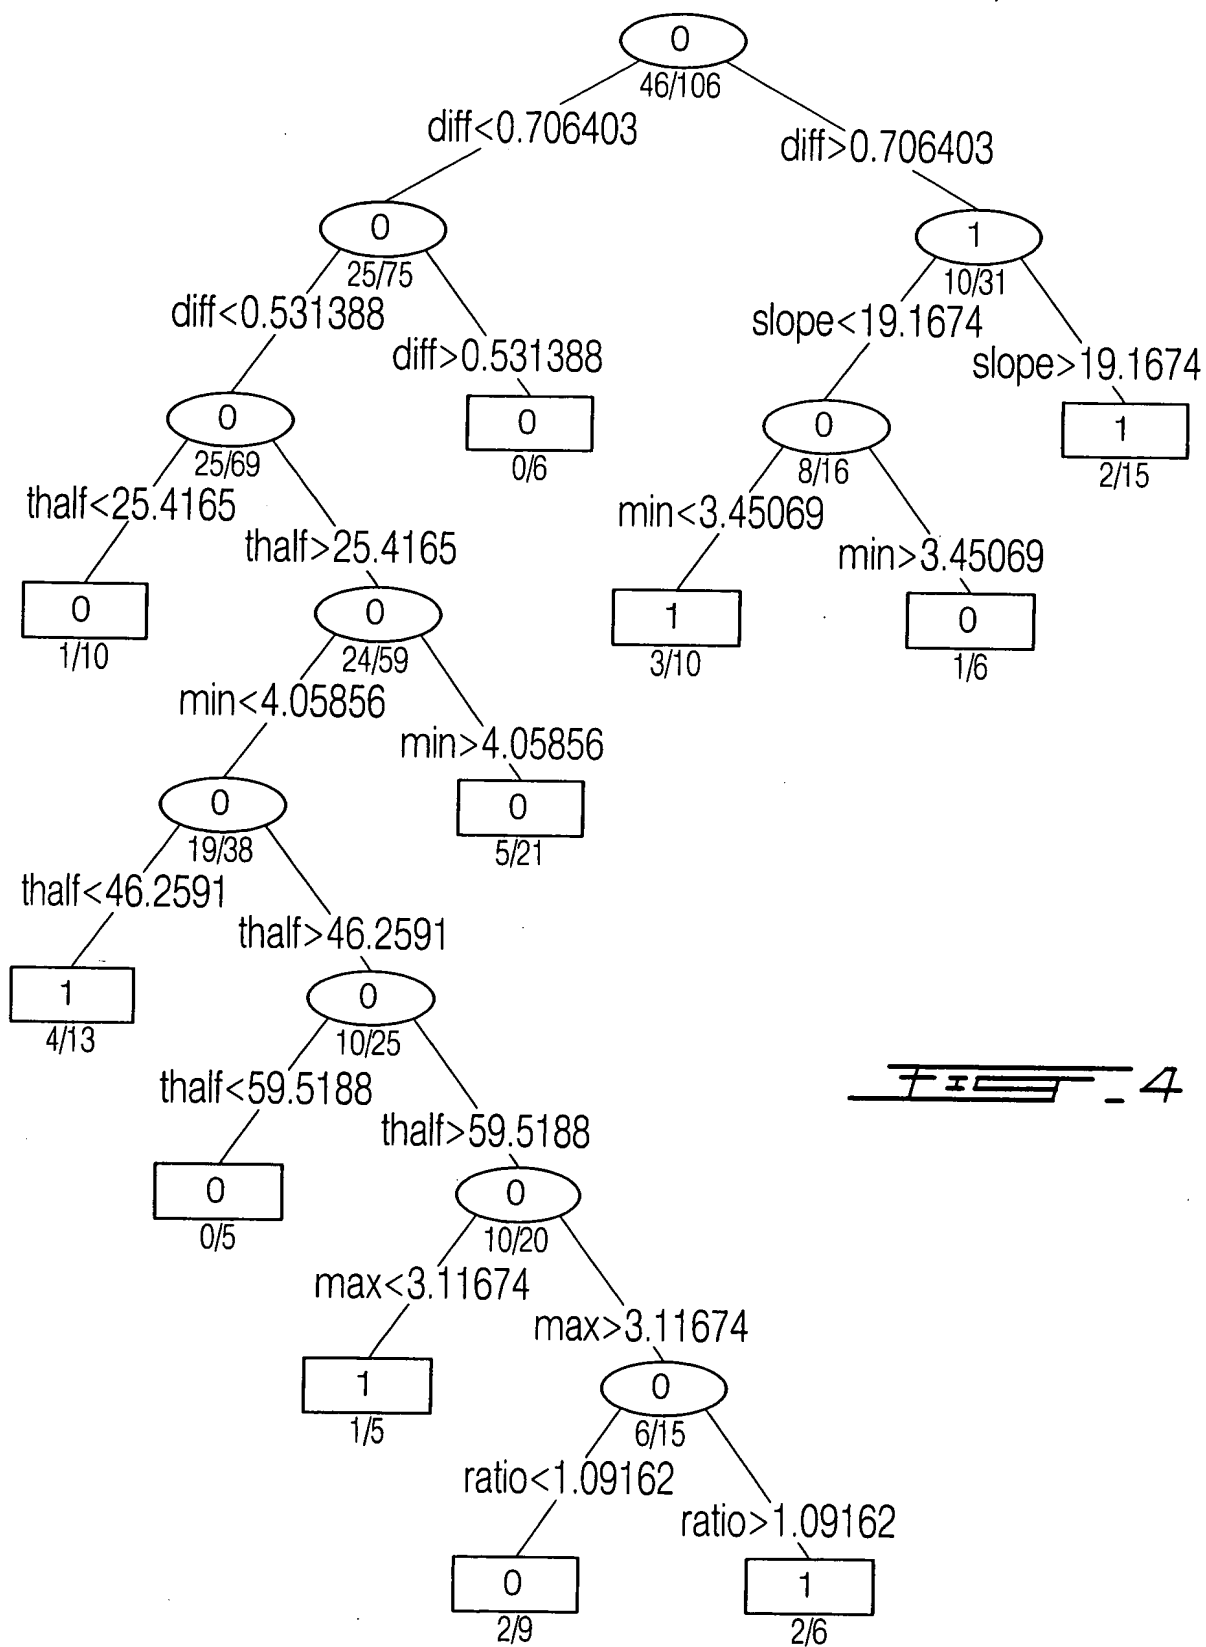 0
46/106
diff<0.706403
diff>0.706403
0
25/75
1
10/31
diff<0.531388
slope<19.1674
diff>0.531388
slope>19.1674
0
25/69
0
0/6
0
8/16
1
2/15
thalf<25.4165
min<3.45069
thalf>25.4165
min>3.45069
0
1/10
0
24/59
1
3/10
0
1/6
min<4.05856
min>4.05856
0
19/38
0
5/21
thalf<46.2591
thalf>46.2591
1
4/13
0
10/25
thalf<59.5188
thalf>59.5188
0
0/5
0
10/20
max<3.11674
max>3.11674
1
1/5
0
6/15
ratio<1.09162
ratio>1.09162
0
2/9
1
2/6
FIG_4